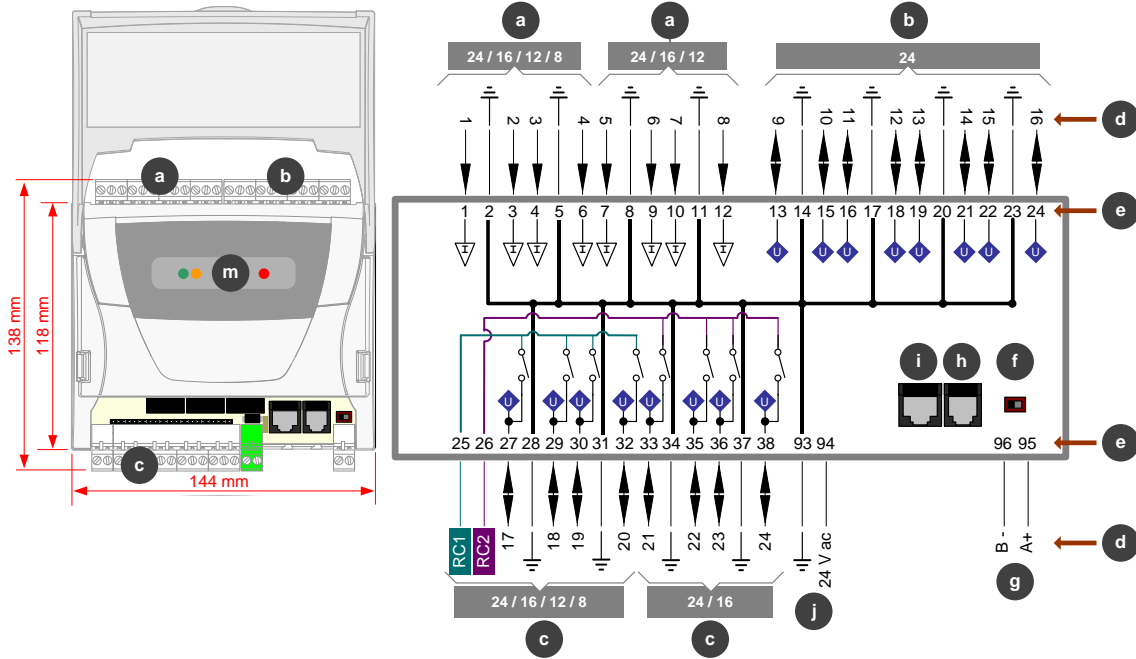 a a b
24 / 16 / 12 / 8 24 / 16 / 12 24
1 2 3 4 5 6 7 8 9 10 11 12 13 14 15 16 d
a b
1 2 3 4 5 6 7 8 9 10 11 12 13 14 15 16 17 18 19 20 21 22 23 24 e
I I I I I I I I U U U U U U U U
m
138 mm
118 mm
i h f
U U U U U U U U
25 26 27 28 29 30 31 32 33 34 35 36 37 38 93 94 96 95 e
c
144 mm
RC1 RC2 17 18 19 20 21 22 23 24 24 V ac B - A+ d
24 / 16 / 12 / 8 24 / 16 j g
c c